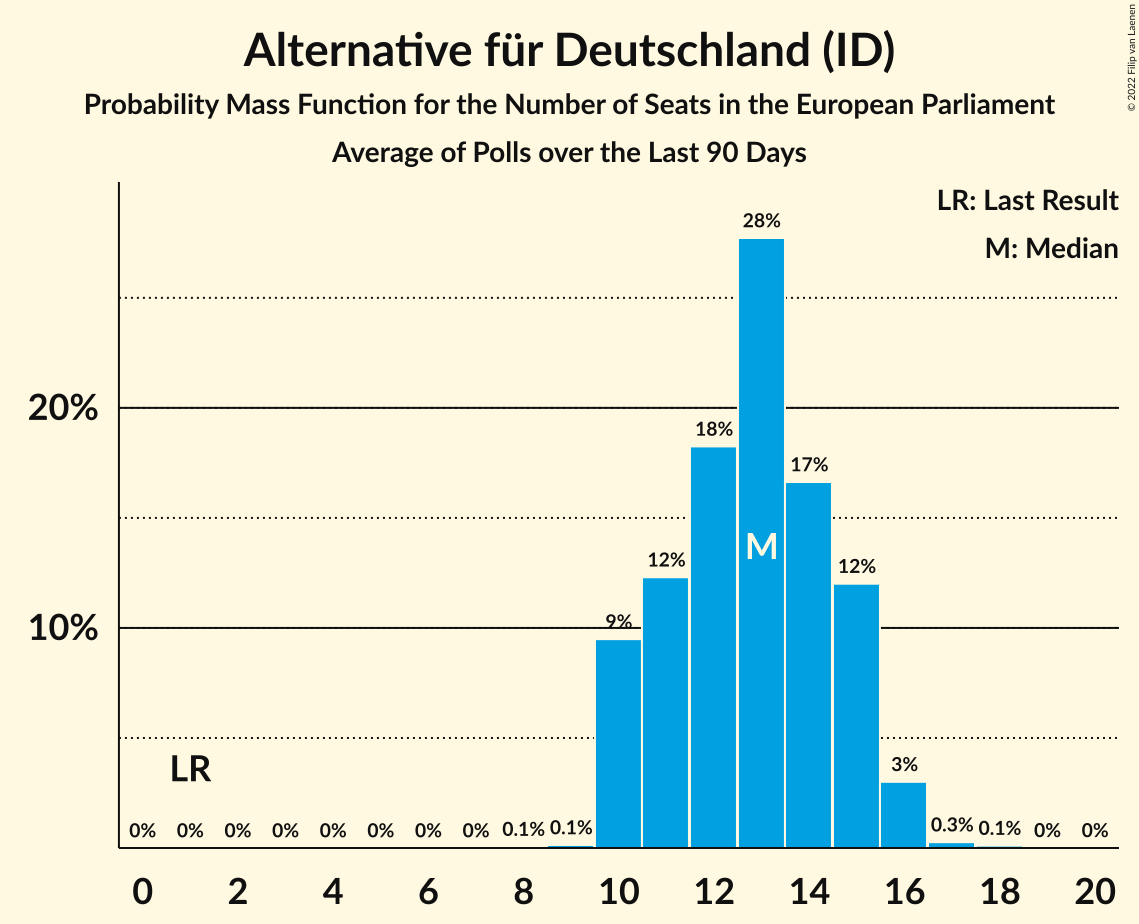 Alternative für Deutschland (ID)
Probability Mass Function for the Number of Seats in the European Parliament
Average of Polls over the Last 90 Days
© 2022 Filip van Laenen
LR: Last Result
M: Median
28%
20%
18%
17%
M
12%
12%
10%
9%
LR
3%
0% 0% 0% 0% 0% 0% 0% 0% 0.1% 0.1% 0.3% 0.1% 0% 0%
0 2 4 6 8 10 12 14 16 18 20